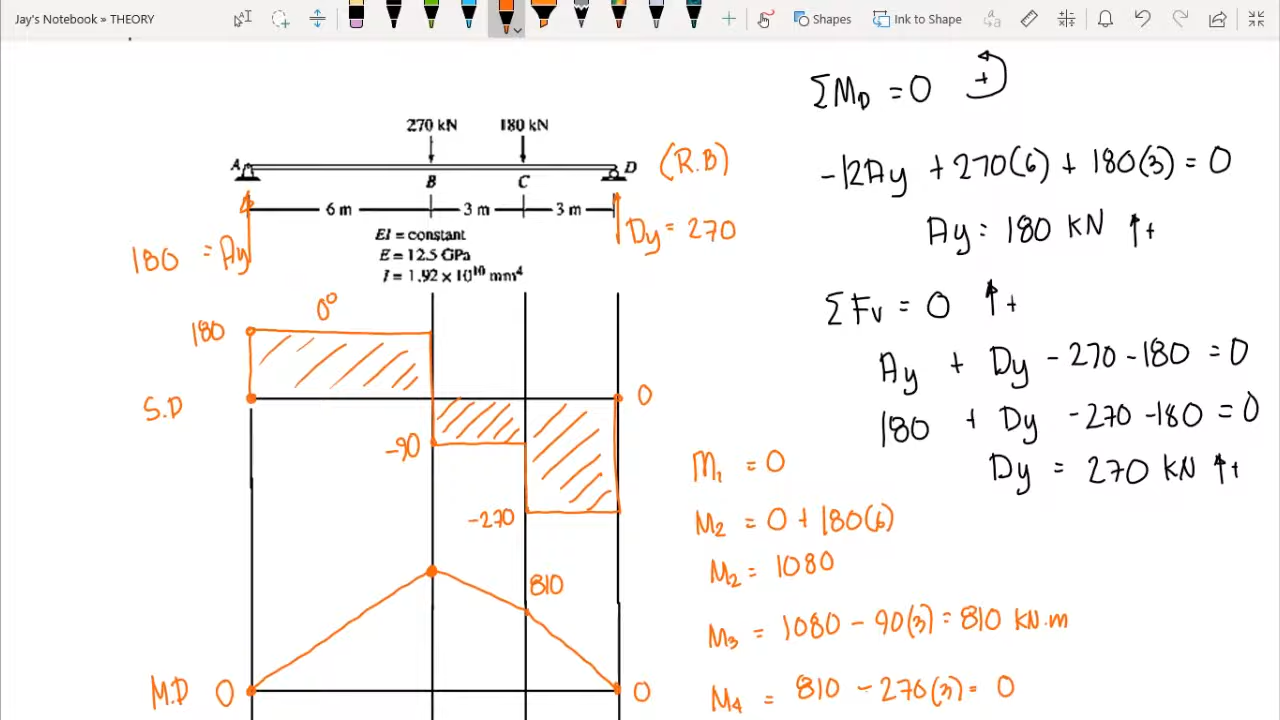 Jay's Notebook » THEORY
Shapes
Ink to Shape
270 kN 180 kN
A D (R.B)
B C
6 m 3 m 3 m
180 = Ay
Dy = 270
EI = constant
E = 12.5 GPa
I = 1.92 × 10¹⁰ mm⁴
0°
180
S.D
0
-90
-270
810
M.D 0
0
ΣM_D = 0 +
-12Ay + 270(6) + 180(3) = 0
Ay = 180 KN ↑+
ΣFv = 0 ↑+
Ay + Dy - 270 - 180 = 0
180 + Dy - 270 - 180 = 0
Dy = 270 KN ↑+
M₁ = 0
M₂ = 0 + 180(6)
M₂ = 1080
M₃ = 1080 - 90(3) = 810 KN.m
M₄ = 810 - 270(3) = 0